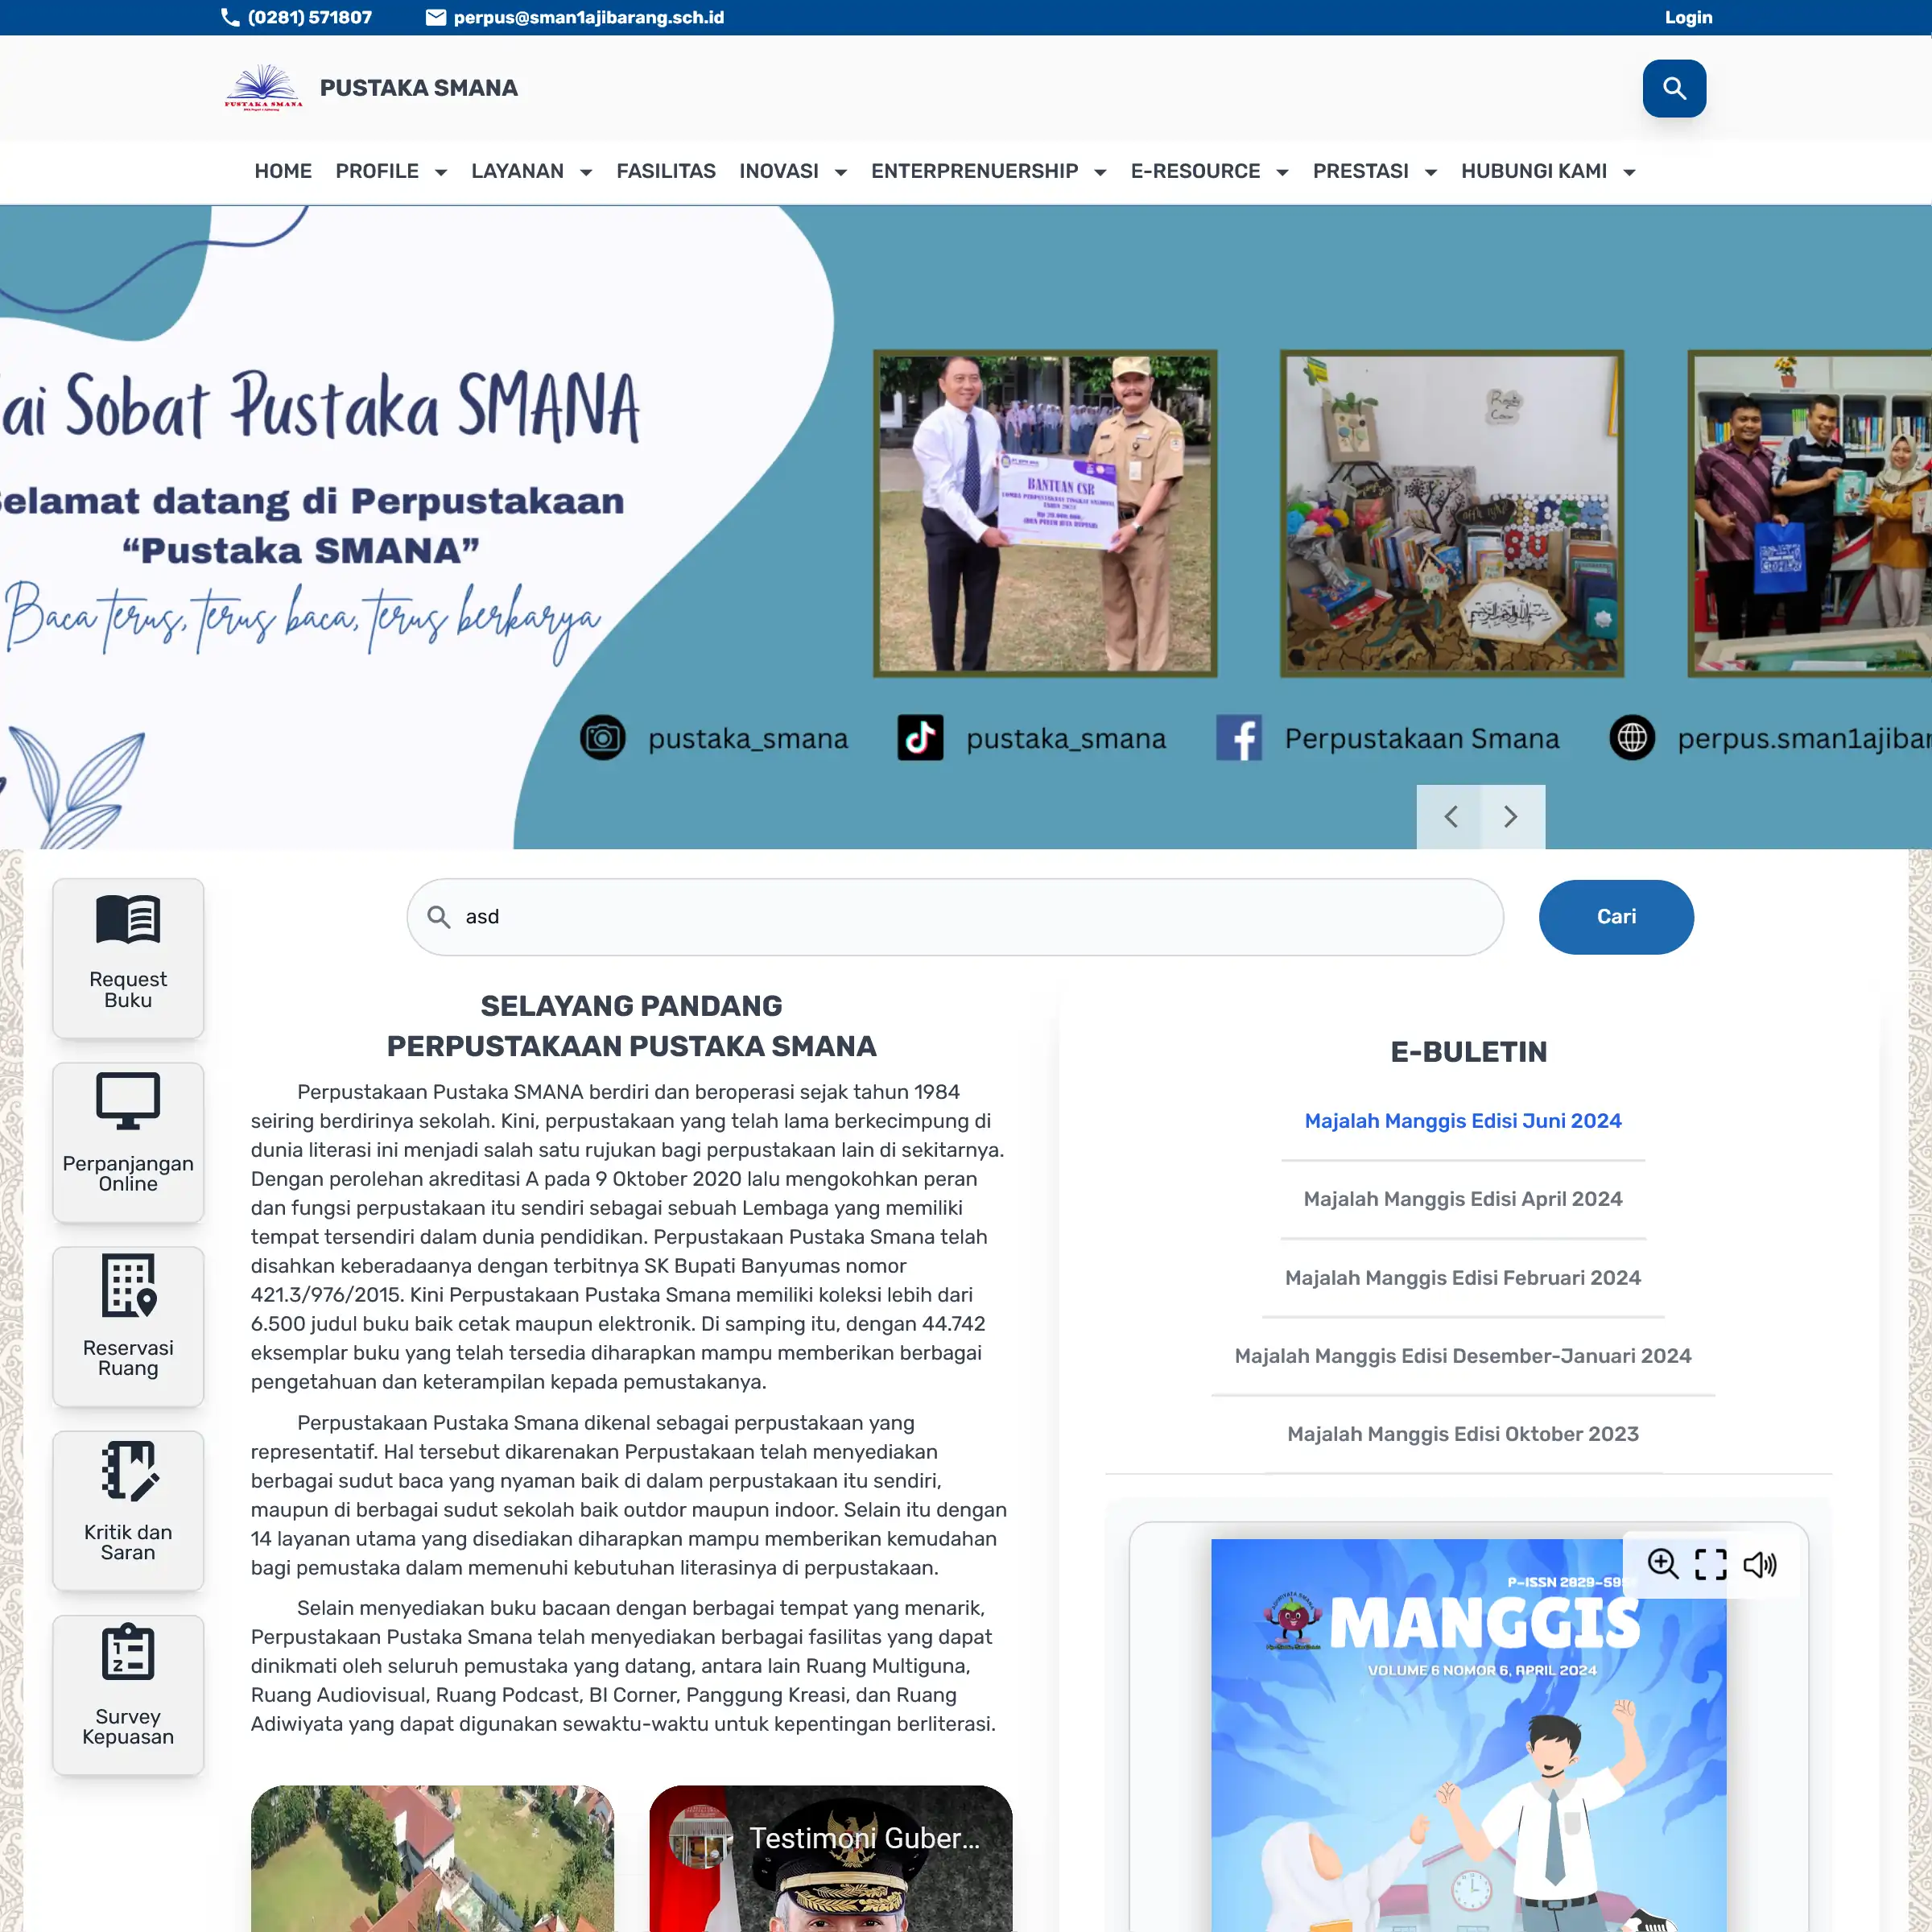 (0281) 571807
perpus@sman1ajibarang.sch.id
Login
PUSTAKA SMANA
PUSTAKA SMANA
HOME PROFILE LAYANAN FASILITAS INOVASI ENTERPRENUERSHIP E-RESOURCE PRESTASI HUBUNGI KAMI
ai Sobat Pustaka SMANA
elamat datang di Perpustakaan
“Pustaka SMANA”
Baca terus, terus baca, terus berkarya
BANTUAN CSR
LOMBA PERPUSTAKAAN TINGKAT NASIONAL
pustaka_smana
pustaka_smana
Perpustakaan Smana
perpus.sman1ajibar
asd
Cari
Request
Buku
Perpanjangan
Online
Reservasi
Ruang
Kritik dan
Saran
Survey
Kepuasan
SELAYANG PANDANG
PERPUSTAKAAN PUSTAKA SMANA
Perpustakaan Pustaka SMANA berdiri dan beroperasi sejak tahun 1984
seiring berdirinya sekolah. Kini, perpustakaan yang telah lama berkecimpung di
dunia literasi ini menjadi salah satu rujukan bagi perpustakaan lain di sekitarnya.
Dengan perolehan akreditasi A pada 9 Oktober 2020 lalu mengokohkan peran
dan fungsi perpustakaan itu sendiri sebagai sebuah Lembaga yang memiliki
tempat tersendiri dalam dunia pendidikan. Perpustakaan Pustaka Smana telah
disahkan keberadaanya dengan terbitnya SK Bupati Banyumas nomor
421.3/976/2015. Kini Perpustakaan Pustaka Smana memiliki koleksi lebih dari
6.500 judul buku baik cetak maupun elektronik. Di samping itu, dengan 44.742
eksemplar buku yang telah tersedia diharapkan mampu memberikan berbagai
pengetahuan dan keterampilan kepada pemustakanya.
Perpustakaan Pustaka Smana dikenal sebagai perpustakaan yang
representatif. Hal tersebut dikarenakan Perpustakaan telah menyediakan
berbagai sudut baca yang nyaman baik di dalam perpustakaan itu sendiri,
maupun di berbagai sudut sekolah baik outdor maupun indoor. Selain itu dengan
14 layanan utama yang disediakan diharapkan mampu memberikan kemudahan
bagi pemustaka dalam memenuhi kebutuhan literasinya di perpustakaan.
Selain menyediakan buku bacaan dengan berbagai tempat yang menarik,
Perpustakaan Pustaka Smana telah menyediakan berbagai fasilitas yang dapat
dinikmati oleh seluruh pemustaka yang datang, antara lain Ruang Multiguna,
Ruang Audiovisual, Ruang Podcast, BI Corner, Panggung Kreasi, dan Ruang
Adiwiyata yang dapat digunakan sewaktu-waktu untuk kepentingan berliterasi.
Testimoni Guber...
E-BULETIN
Majalah Manggis Edisi Juni 2024
Majalah Manggis Edisi April 2024
Majalah Manggis Edisi Februari 2024
Majalah Manggis Edisi Desember-Januari 2024
Majalah Manggis Edisi Oktober 2023
P-ISSN 2829-595
MANGGIS
VOLUME 6 NOMOR 6, APRIL 2024